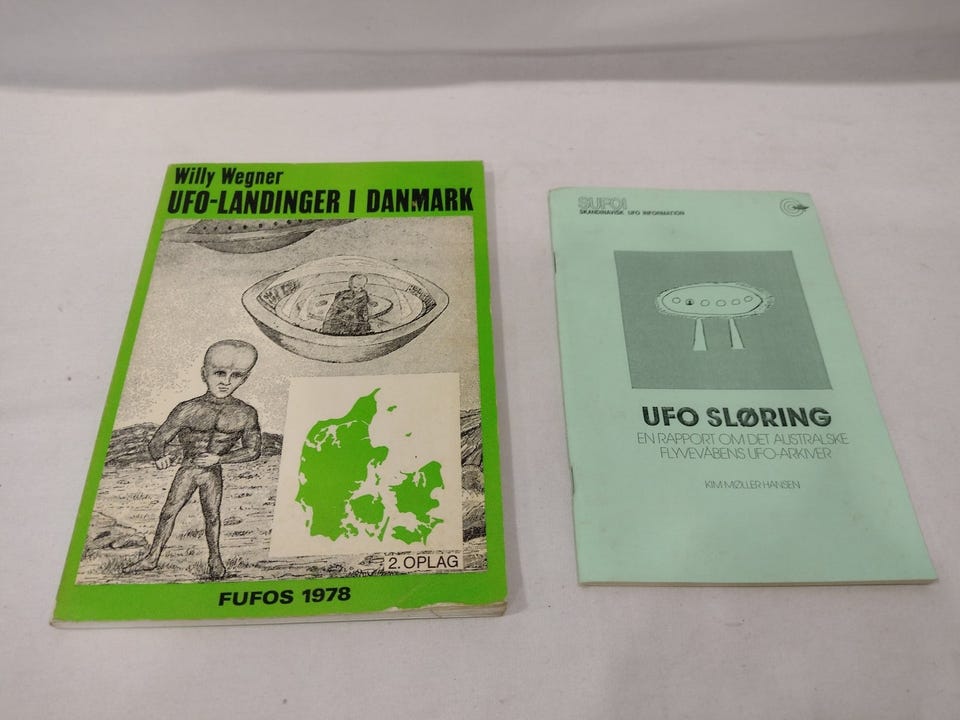 Willy Wegner
UFO-LANDINGER I DANMARK
2. OPLAG
FUFOS 1978
SUFOI
SKANDINAVISK UFO INFORMATION
UFO SLØRING
EN RAPPORT OM DET AUSTRALSKE
FLYVEVÅBENS UFO-ARKIVER
KIM MØLLER HANSEN